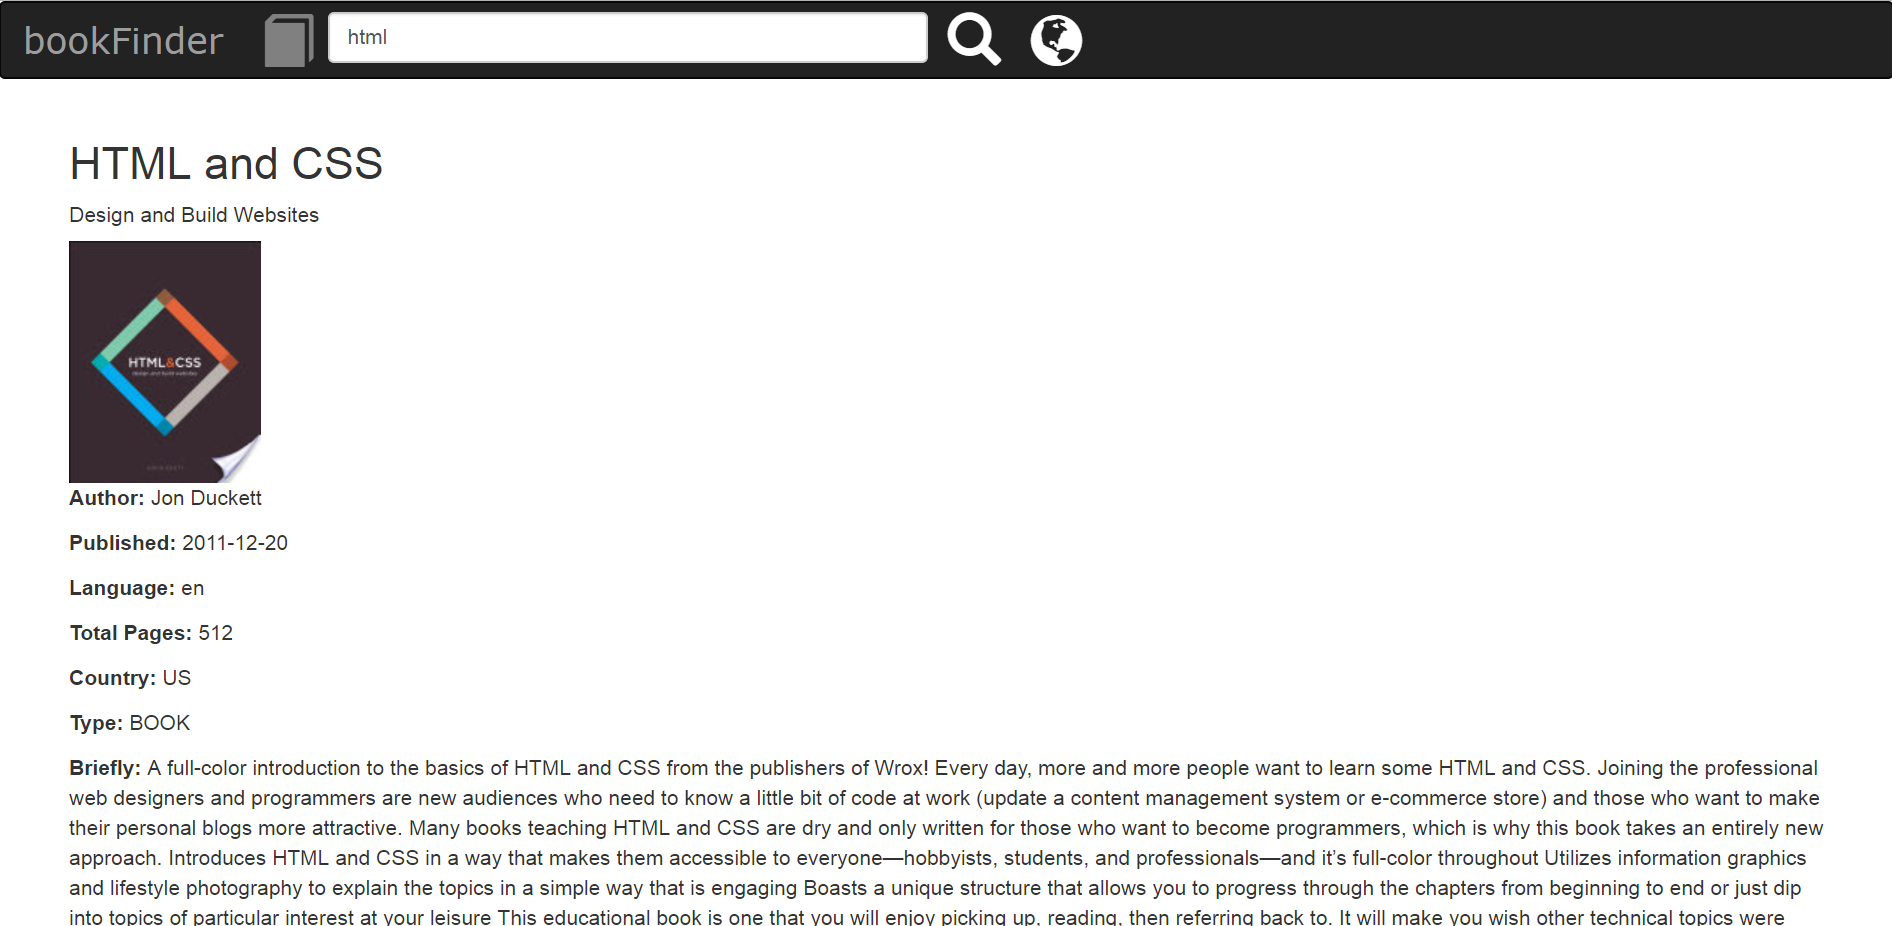 bookFinder
html
HTML and CSS
Design and Build Websites
HTML&CSS
design and build websites
Author: Jon Duckett
Published: 2011-12-20
Language: en
Total Pages: 512
Country: US
Type: BOOK
Briefly: A full-color introduction to the basics of HTML and CSS from the publishers of Wrox! Every day, more and more people want to learn some HTML and CSS. Joining the professional
web designers and programmers are new audiences who need to know a little bit of code at work (update a content management system or e-commerce store) and those who want to make
their personal blogs more attractive. Many books teaching HTML and CSS are dry and only written for those who want to become programmers, which is why this book takes an entirely new
approach. Introduces HTML and CSS in a way that makes them accessible to everyone—hobbyists, students, and professionals—and it’s full-color throughout Utilizes information graphics
and lifestyle photography to explain the topics in a simple way that is engaging Boasts a unique structure that allows you to progress through the chapters from beginning to end or just dip
into topics of particular interest at your leisure This educational book is one that you will enjoy picking up, reading, then referring back to. It will make you wish other technical topics were